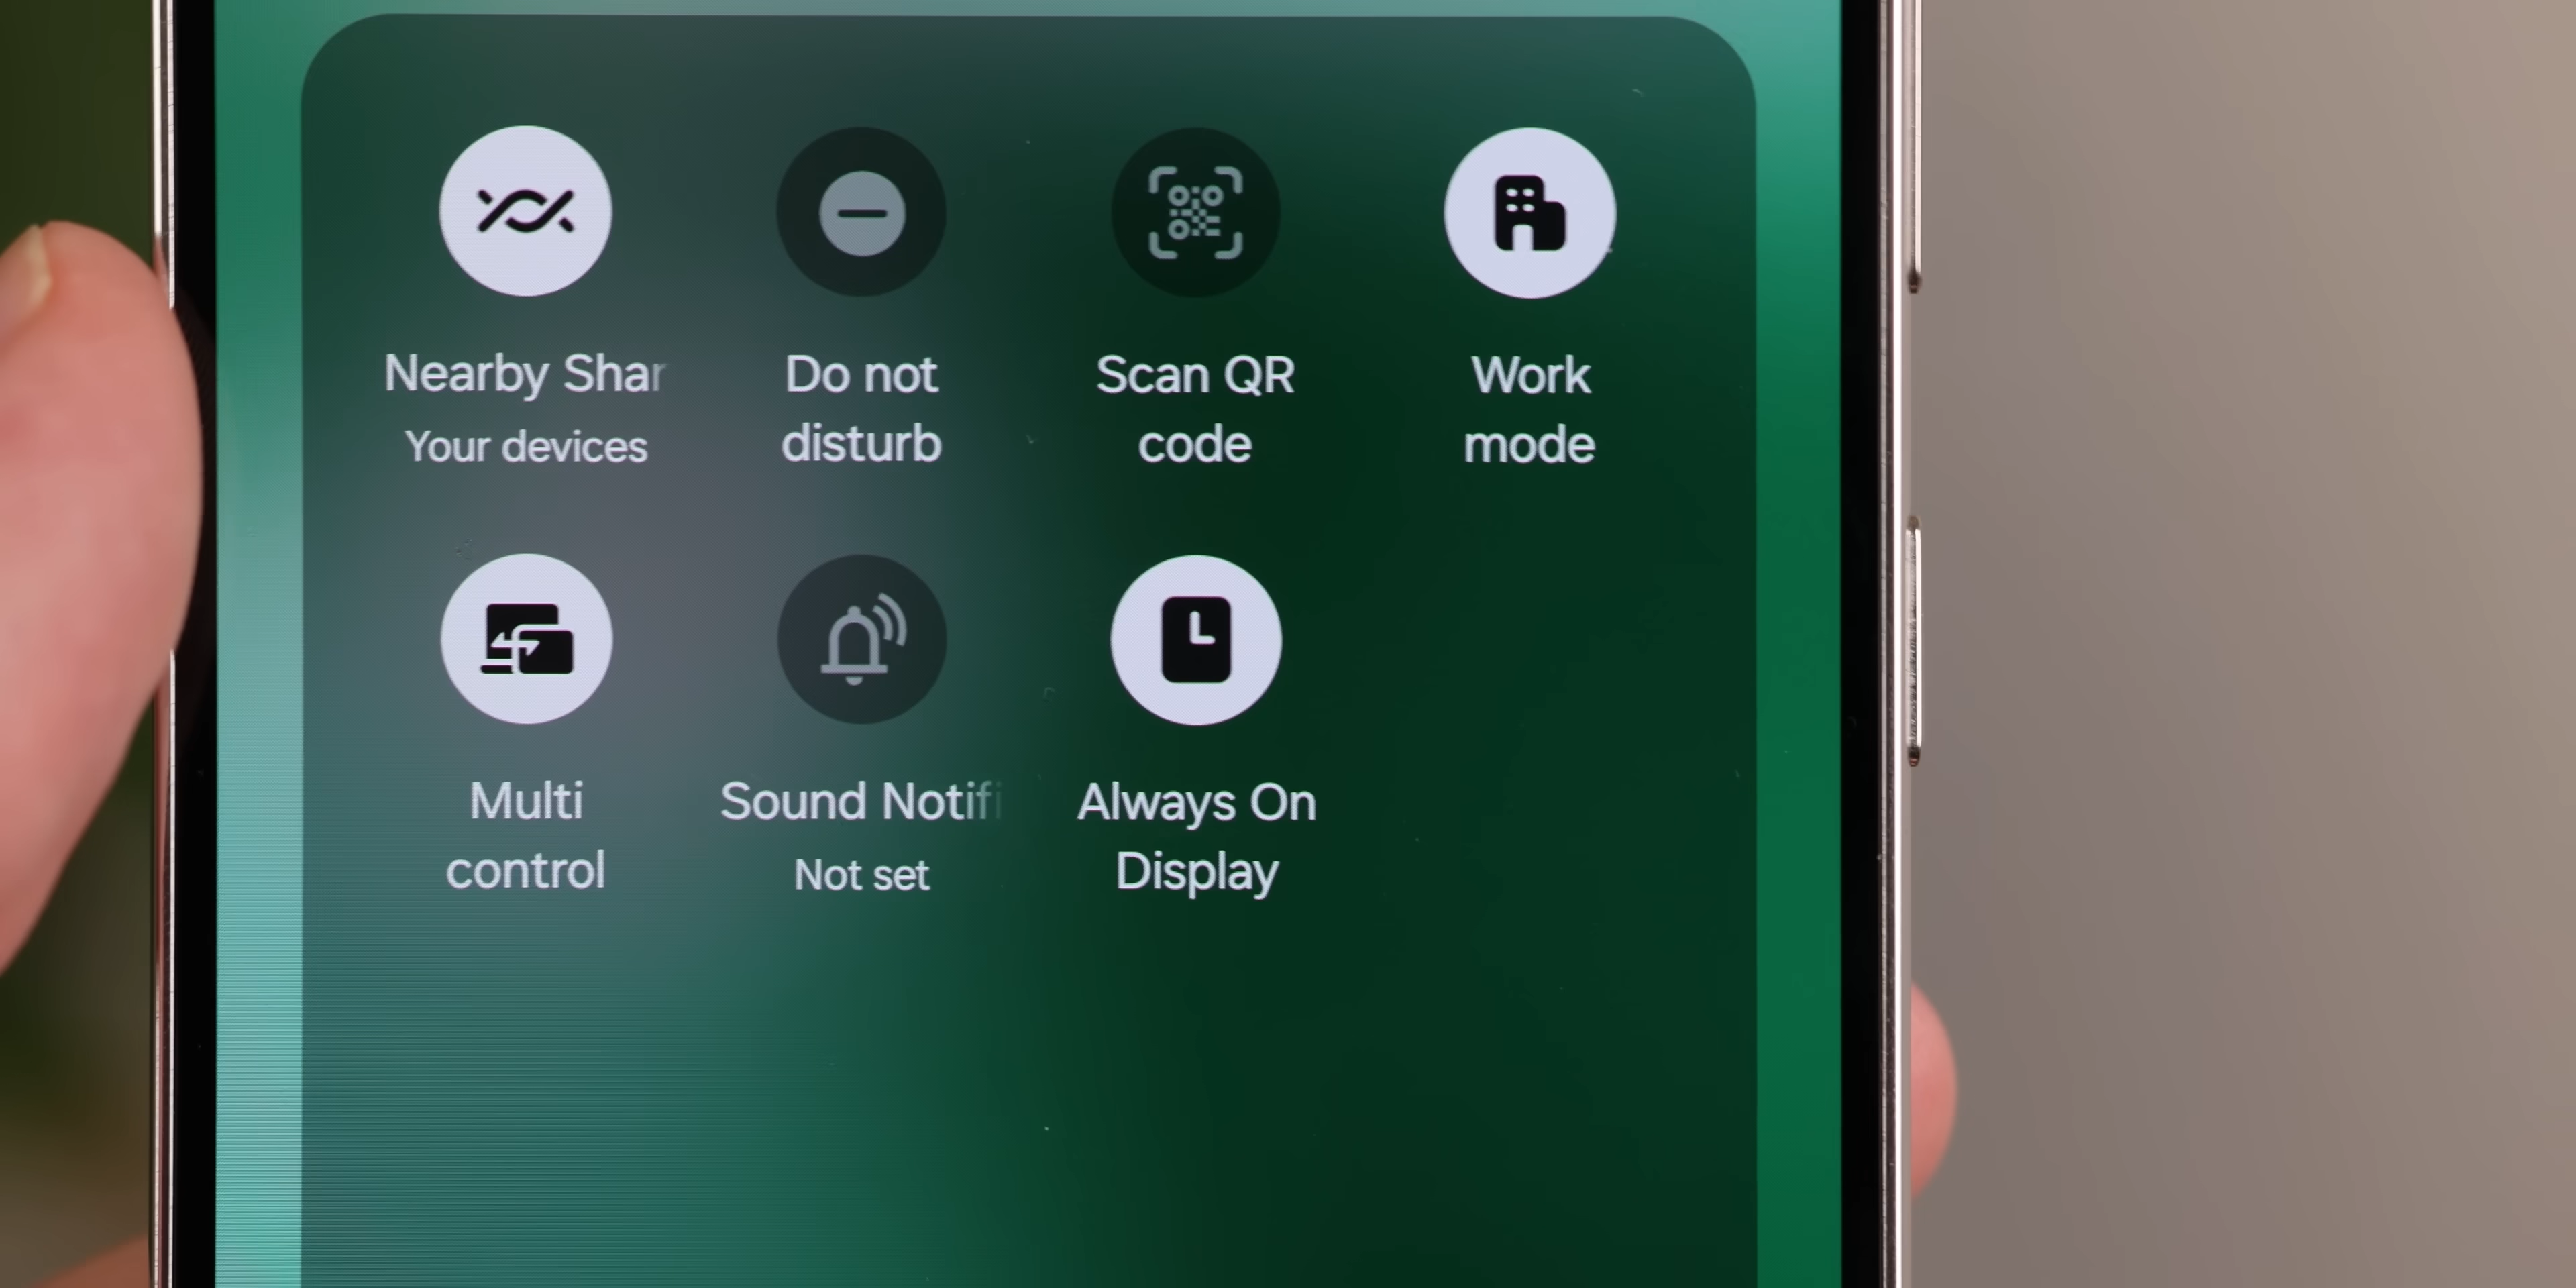 Nearby Shar
Your devices
Do not
disturb
Scan QR
code
Work
mode
Multi
control
Sound Notifi
Not set
Always On
Display